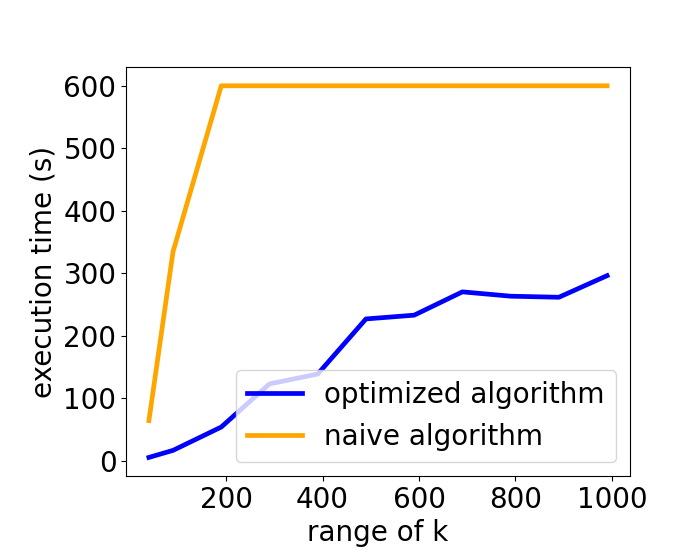 600
500
400
300
200
100
0
execution time (s)
optimized algorithm
naive algorithm
200 400 600 800 1000
range of k